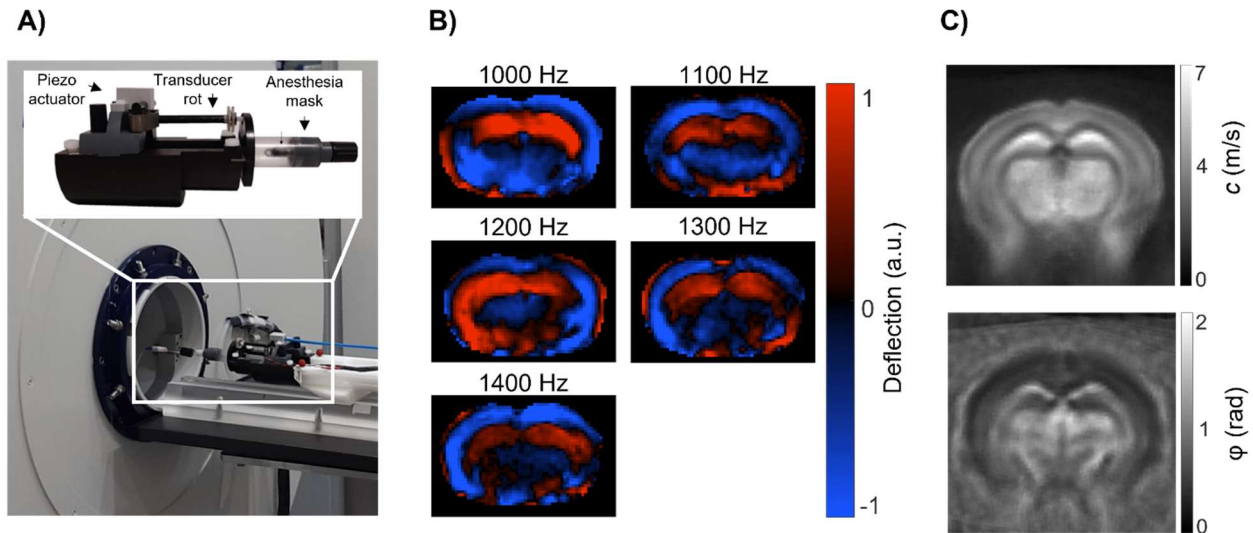 A)
B)
C)
Piezo
actuator
Transducer
rot
Anesthesia
mask
1000 Hz
1100 Hz
1200 Hz
1300 Hz
1400 Hz
1
0
-1
Deflection (a.u.)
7
4
0
c (m/s)
2
1
0
φ (rad)